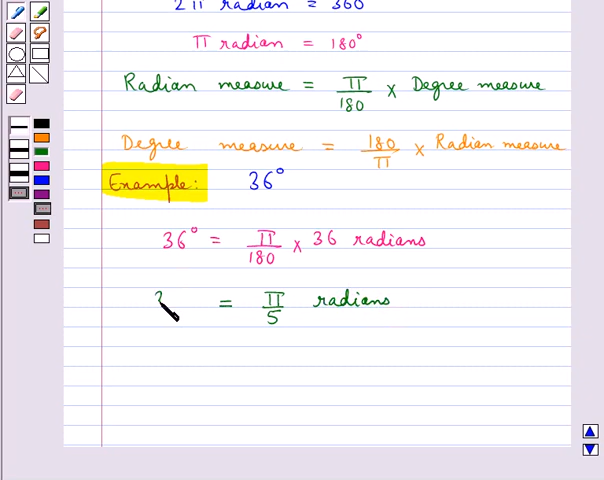 2π radian = 360
π radian = 180°
Radian measure = π/180 × Degree measure
Degree measure = 180/π × Radian measure
Example: 36°
36° = π/180 × 36 radians
= π/5 radians